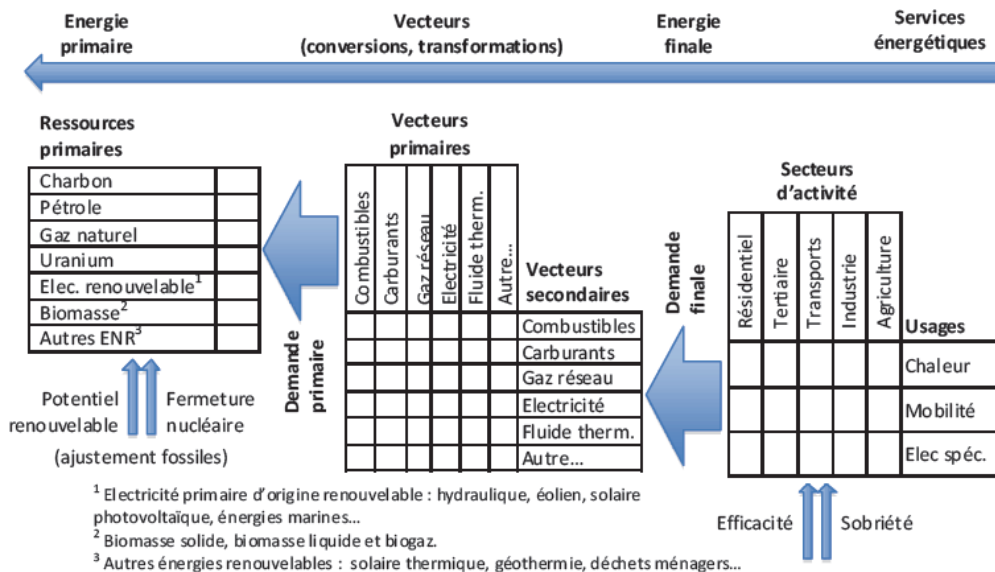 Energie
primaire
Vecteurs
(conversions, transformations)
Energie
finale
Services
énergétiques
Ressources
primaires
Charbon
Pétrole
Gaz naturel
Uranium
Elec. renouvelable¹
Biomasse²
Autres ENR³
Potentiel
renouvelable
Fermeture
nucléaire
(ajustement fossiles)
Demande
primaire
Vecteurs
primaires
Combustibles
Carburants
Gaz réseau
Electricité
Fluide therm.
Autre...
Vecteurs
secondaires
Combustibles
Carburants
Gaz réseau
Electricité
Fluide therm.
Autre...
Demande
finale
Secteurs
d'activité
Résidentiel
Tertiaire
Transports
Industrie
Agriculture
Usages
Chaleur
Mobilité
Elec spéc.
Efficacité
Sobriété
¹ Electricité primaire d'origine renouvelable : hydraulique, éolien, solaire
photovoltaïque, énergies marines...
² Biomasse solide, biomasse liquide et biogaz.
³ Autres énergies renouvelables : solaire thermique, géothermie, déchets ménagers...